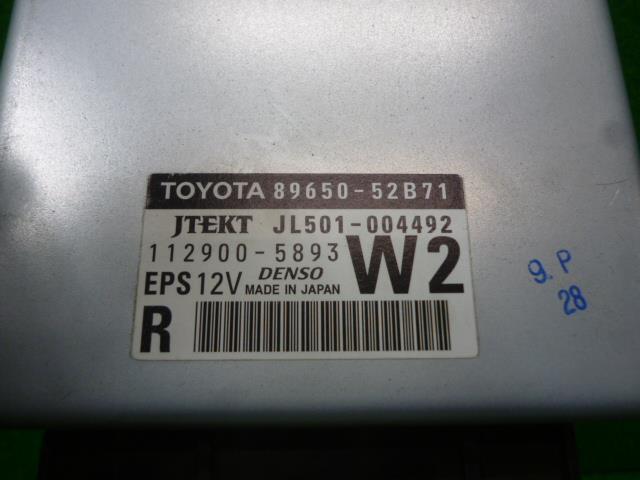 TOYOTA 89650-52B71
JTEKT JL501-004492
112900-5893 W2
EPS 12V DENSO
MADE IN JAPAN
R
9.P
28